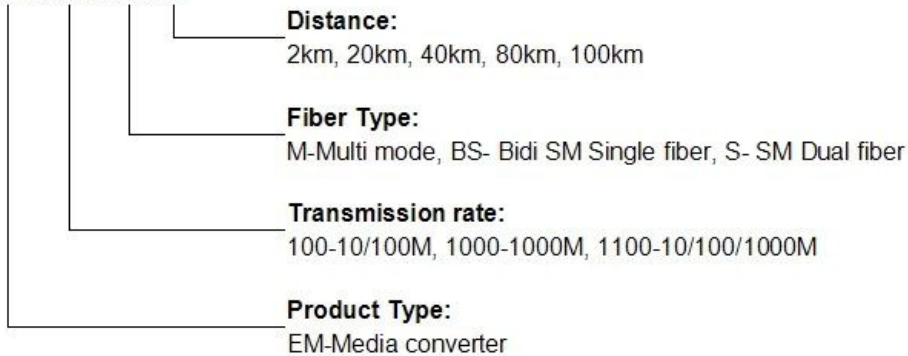 Distance:
2km, 20km, 40km, 80km, 100km
Fiber Type:
M-Multi mode, BS- Bidi SM Single fiber, S- SM Dual fiber
Transmission rate:
100-10/100M, 1000-1000M, 1100-10/100/1000M
Product Type:
EM-Media converter